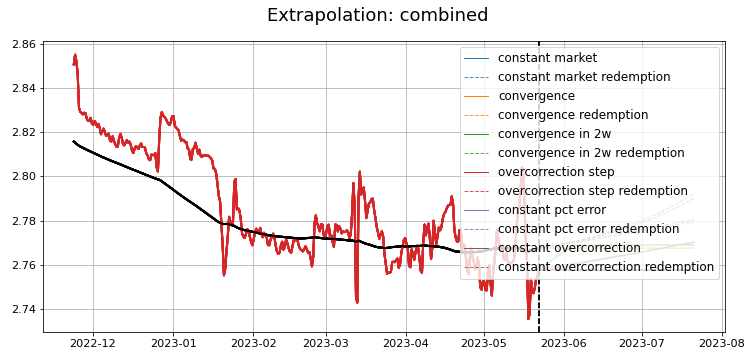 Extrapolation: combined
2.86
2.84
2.82
2.80
2.78
2.76
2.74
constant market
constant market redemption
convergence
convergence redemption
convergence in 2w
convergence in 2w redemption
overcorrection step
overcorrection step redemption
constant pct error
constant pct error redemption
constant overcorrection
constant overcorrection redemption
2022-12 2023-01 2023-02 2023-03 2023-04 2023-05 2023-06 2023-07 2023-08